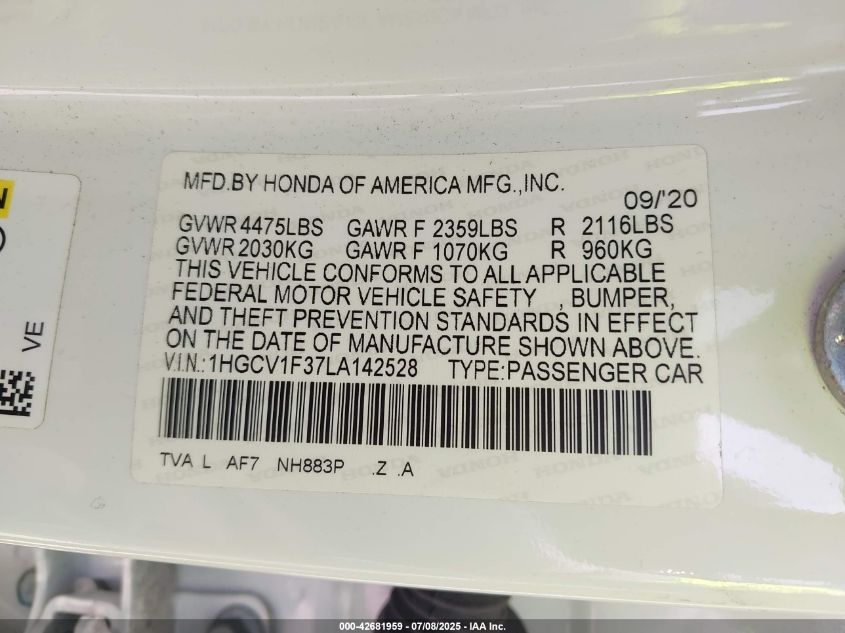 MFD.BY HONDA OF AMERICA MFG.,INC.
09/'20
GVWR 4475LBS GAWR F 2359LBS R 2116LBS
GVWR 2030KG GAWR F 1070KG R 960KG
THIS VEHICLE CONFORMS TO ALL APPLICABLE
FEDERAL MOTOR VEHICLE SAFETY , BUMPER,
AND THEFT PREVENTION STANDARDS IN EFFECT
ON THE DATE OF MANUFACTURE SHOWN ABOVE.
V.I.N.:1HGCV1F37LA142528 TYPE:PASSENGER CAR
TVA L AF7 NH883P .Z .A
VE
000-42681959 - 07/08/2025 - IAA Inc.